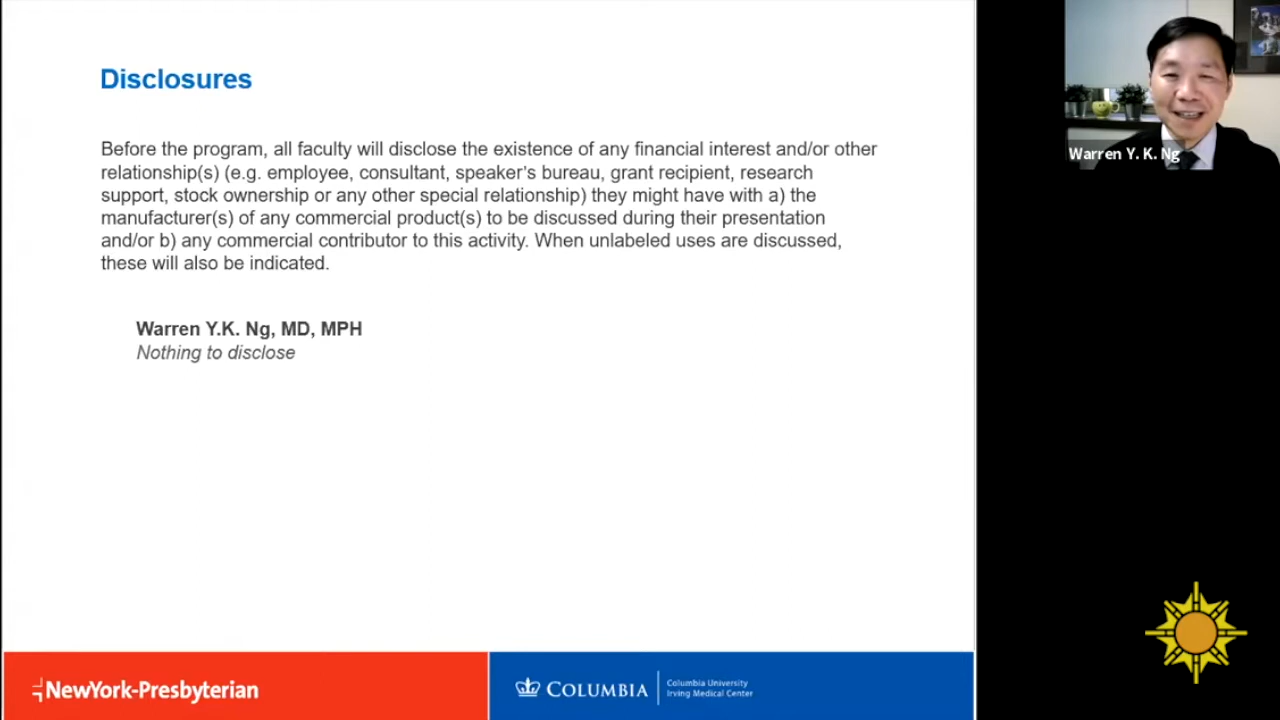 Disclosures
Before the program, all faculty will disclose the existence of any financial interest and/or other
relationship(s) (e.g. employee, consultant, speaker's bureau, grant recipient, research
support, stock ownership or any other special relationship) they might have with a) the
manufacturer(s) of any commercial product(s) to be discussed during their presentation
and/or b) any commercial contributor to this activity. When unlabeled uses are discussed,
these will also be indicated.
Warren Y.K. Ng, MD, MPH
Nothing to disclose
NewYork-Presbyterian
COLUMBIA
Columbia University
Irving Medical Center
Warren Y. K. Ng